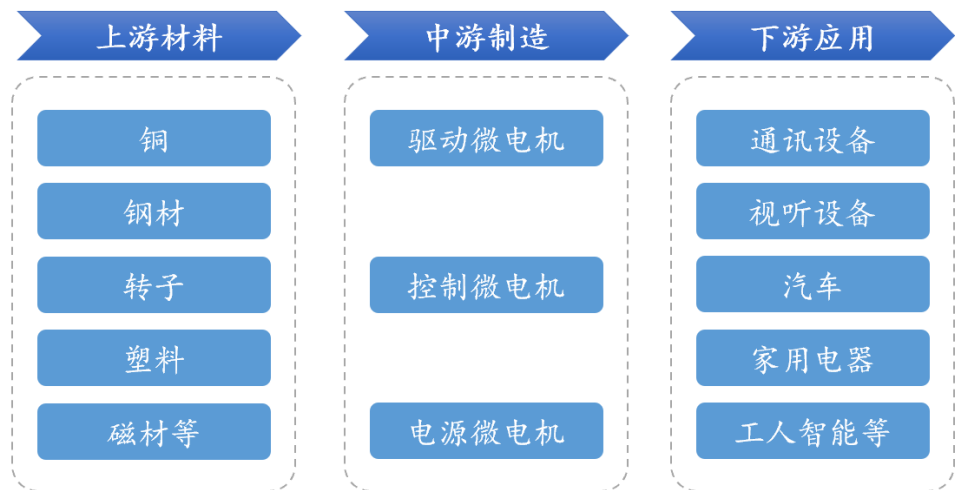 上游材料
中游制造
下游应用
铜
钢材
转子
塑料
磁材等
驱动微电机
控制微电机
电源微电机
通讯设备
视听设备
汽车
家用电器
工人智能等